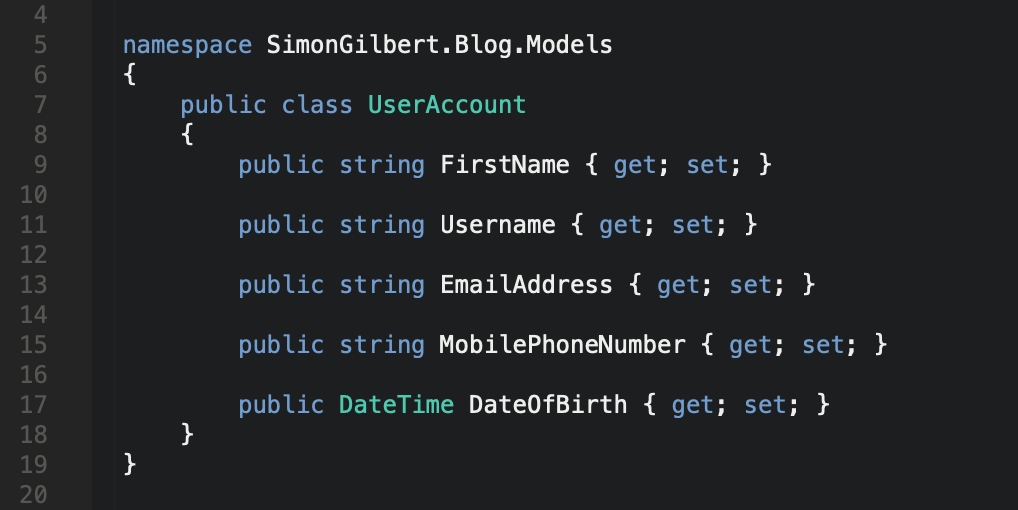 4
5 namespace SimonGilbert.Blog.Models
6 {
7 public class UserAccount
8 {
9 public string FirstName { get; set; }
10
11 public string Username { get; set; }
12
13 public string EmailAddress { get; set; }
14
15 public string MobilePhoneNumber { get; set; }
16
17 public DateTime DateOfBirth { get; set; }
18 }
19 }
20